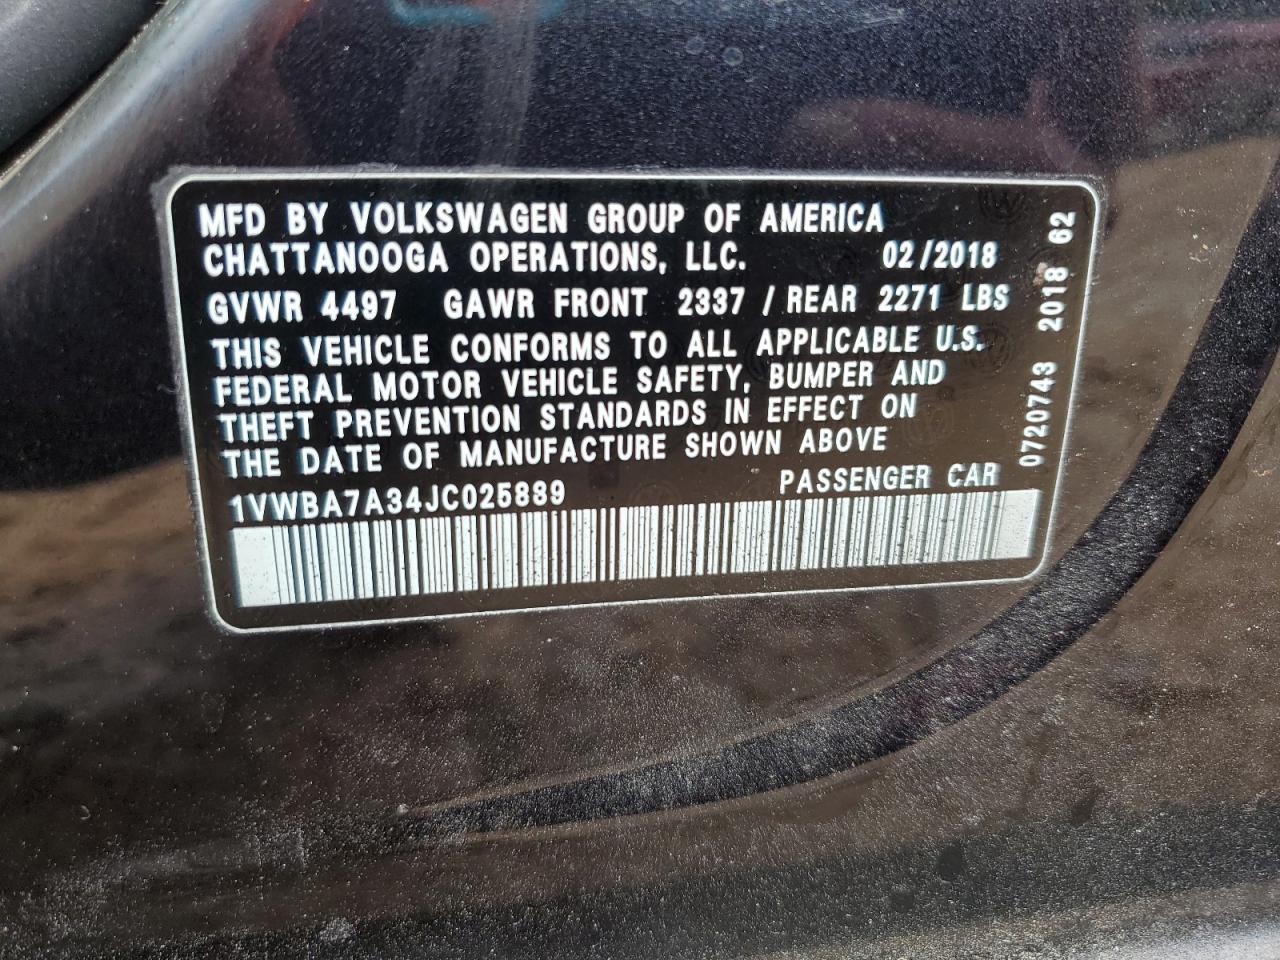 MFD BY VOLKSWAGEN GROUP OF AMERICA
CHATTANOOGA OPERATIONS, LLC. 02/2018
GVWR 4497 GAWR FRONT 2337 / REAR 2271 LBS
THIS VEHICLE CONFORMS TO ALL APPLICABLE U.S.
FEDERAL MOTOR VEHICLE SAFETY, BUMPER AND
THEFT PREVENTION STANDARDS IN EFFECT ON
THE DATE OF MANUFACTURE SHOWN ABOVE
1VWBA7A34JC025889 PASSENGER CAR
0720743 2018 62